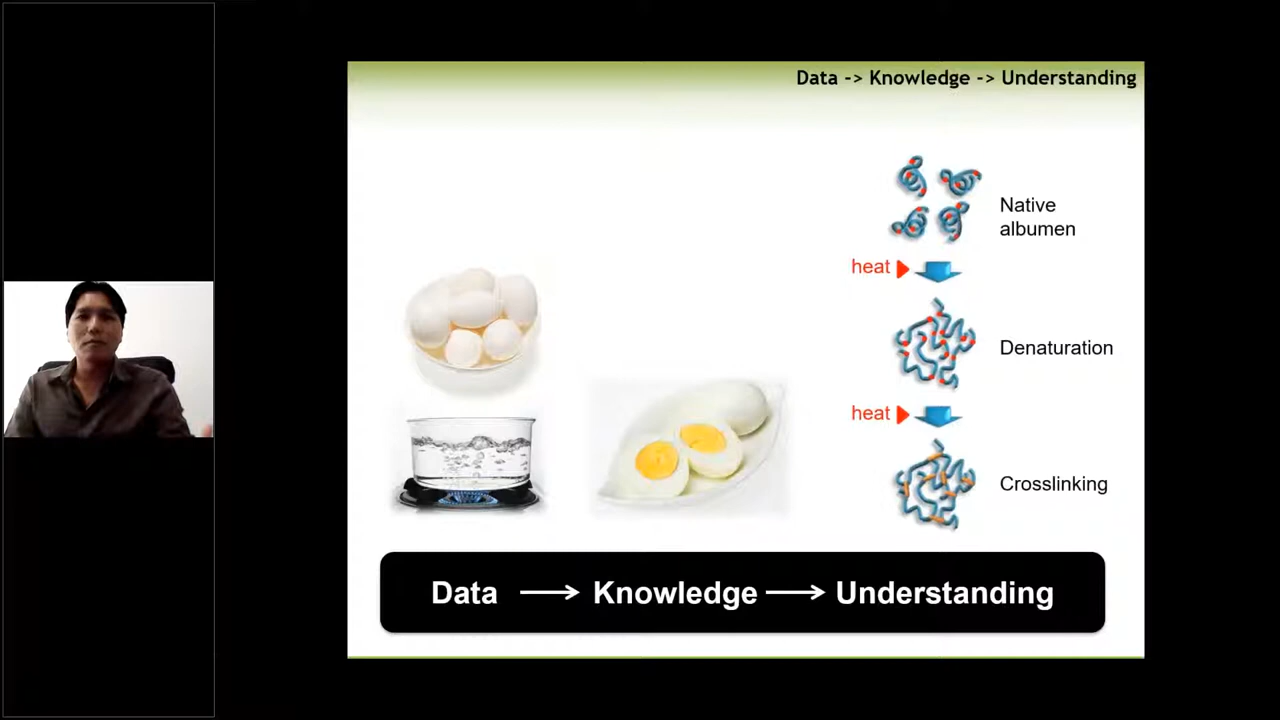 Data -> Knowledge -> Understanding
Native
albumen
heat
Denaturation
heat
Crosslinking
Data → Knowledge → Understanding